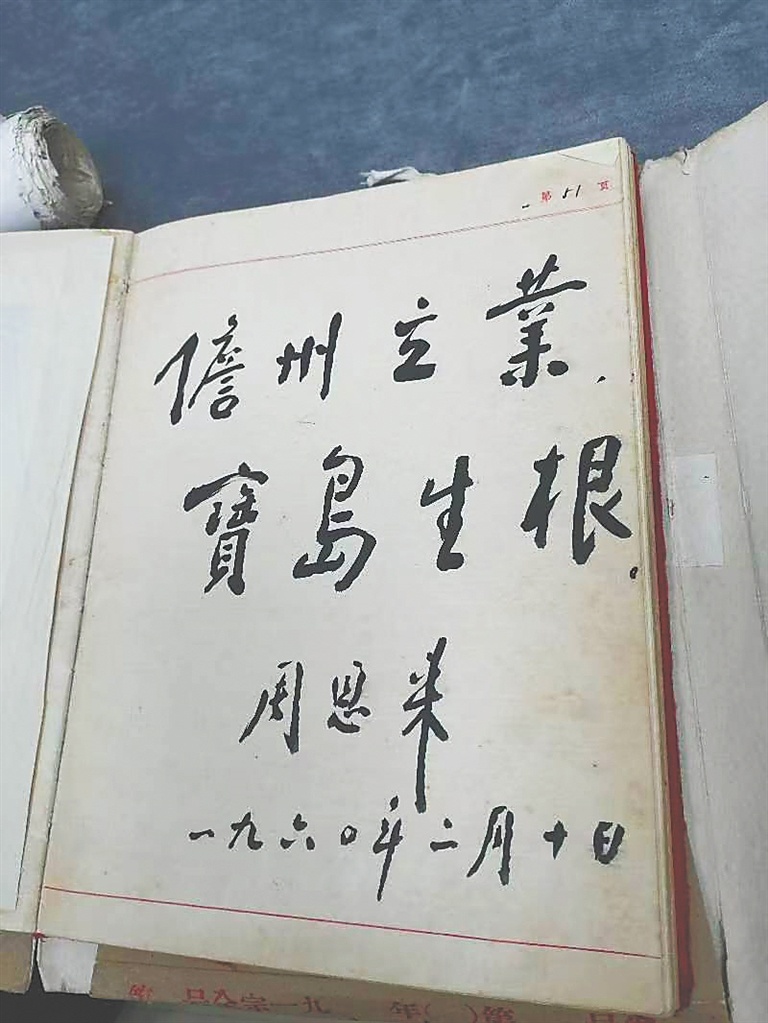 第51页
儋州立業.
寶島生根.
周恩来
一九六〇年二月十日